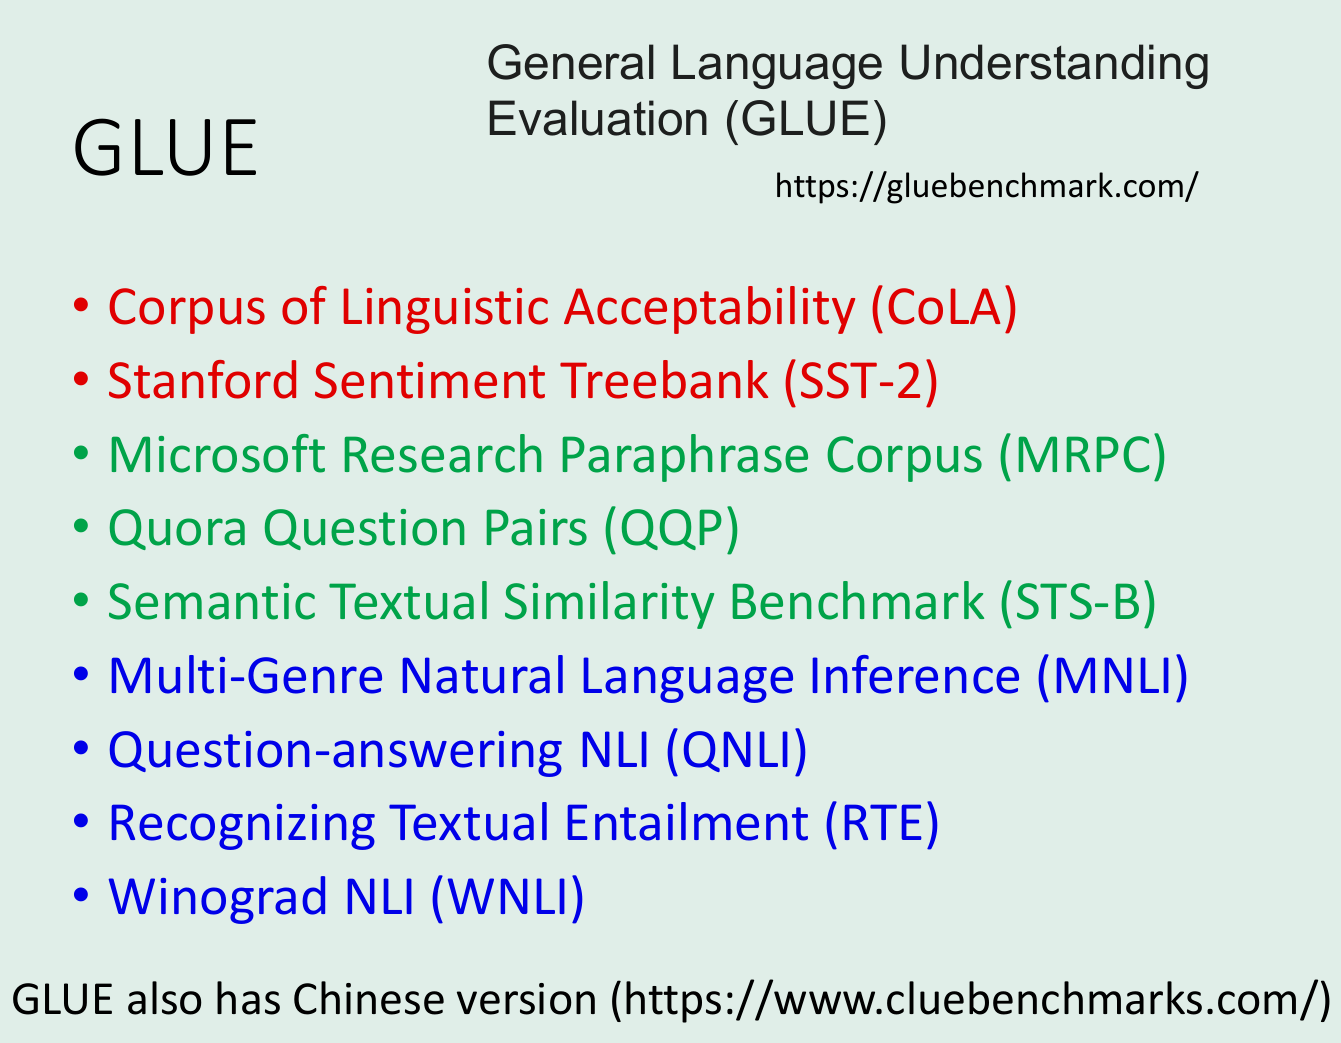 GLUE
General Language Understanding
Evaluation (GLUE)
https://gluebenchmark.com/
• Corpus of Linguistic Acceptability (CoLA)
• Stanford Sentiment Treebank (SST-2)
• Microsoft Research Paraphrase Corpus (MRPC)
• Quora Question Pairs (QQP)
• Semantic Textual Similarity Benchmark (STS-B)
• Multi-Genre Natural Language Inference (MNLI)
• Question-answering NLI (QNLI)
• Recognizing Textual Entailment (RTE)
• Winograd NLI (WNLI)
GLUE also has Chinese version (https://www.cluebenchmarks.com/)